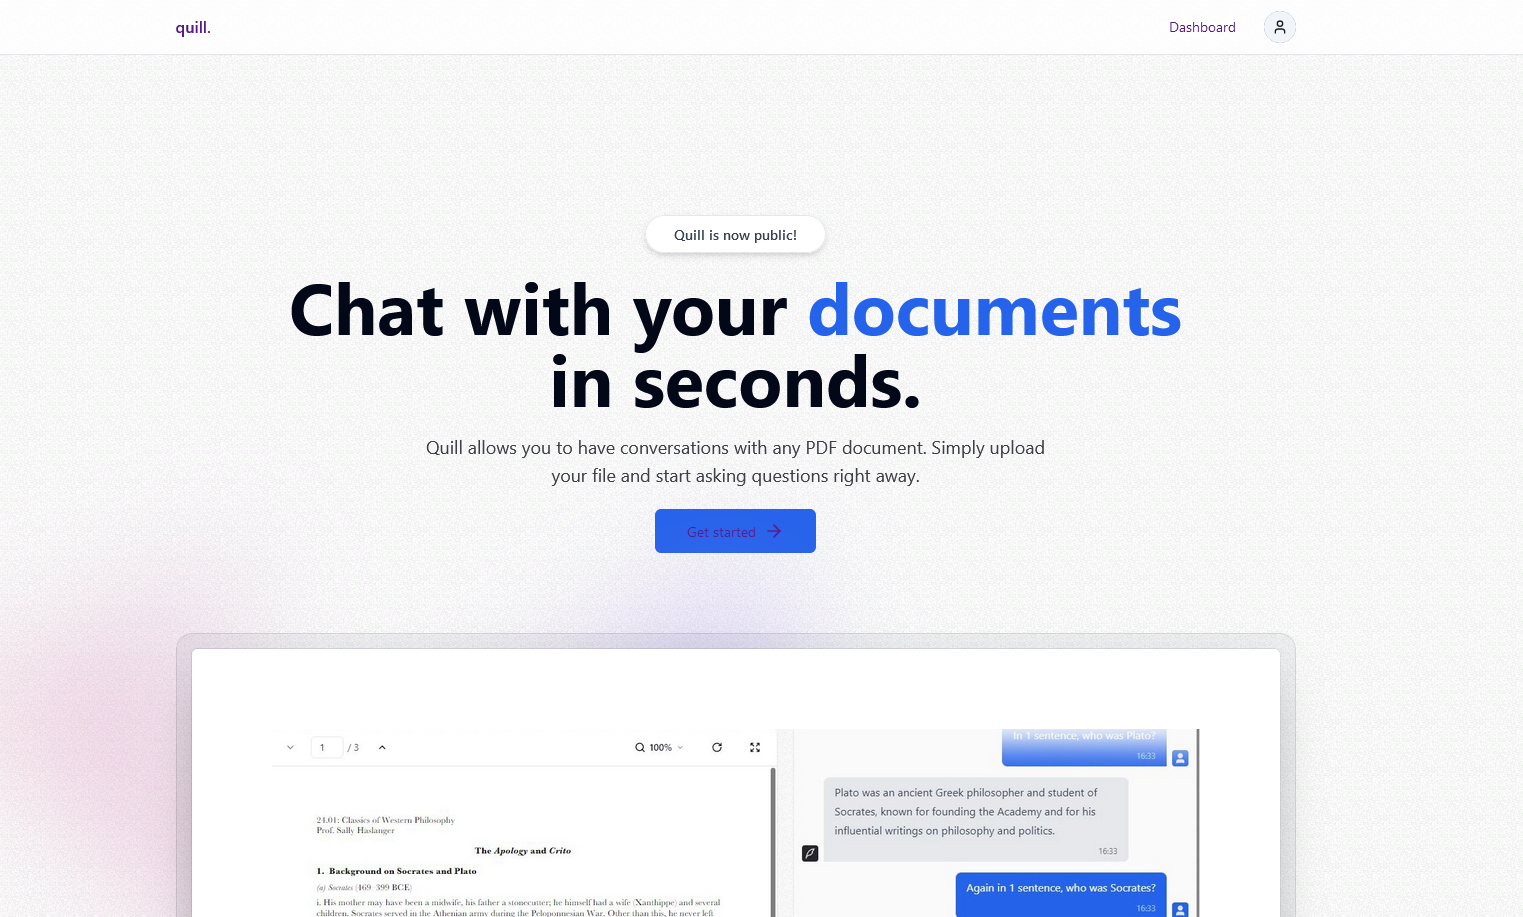 quill.
Dashboard
Quill is now public!
Chat with your documents
in seconds.
Quill allows you to have conversations with any PDF document. Simply upload
your file and start asking questions right away.
Get started
1 / 3
100%
24.01: Classics of Western Philosophy
Prof. Sally Haslanger
The Apology and Crito
1. Background on Socrates and Plato
(a) Socrates (469–399 BCE)
i. His mother may have been a midwife, his father a stonecutter; he himself had a wife (Xanthippe) and several
children. Socrates served in the Athenian army during the Peloponnesian War. Other than this, he never left
In 1 sentence, who was Plato?
16:33
Plato was an ancient Greek philosopher and student of
Socrates, known for founding the Academy and for his
influential writings on philosophy and politics.
16:33
Again in 1 sentence, who was Socrates?
16:33